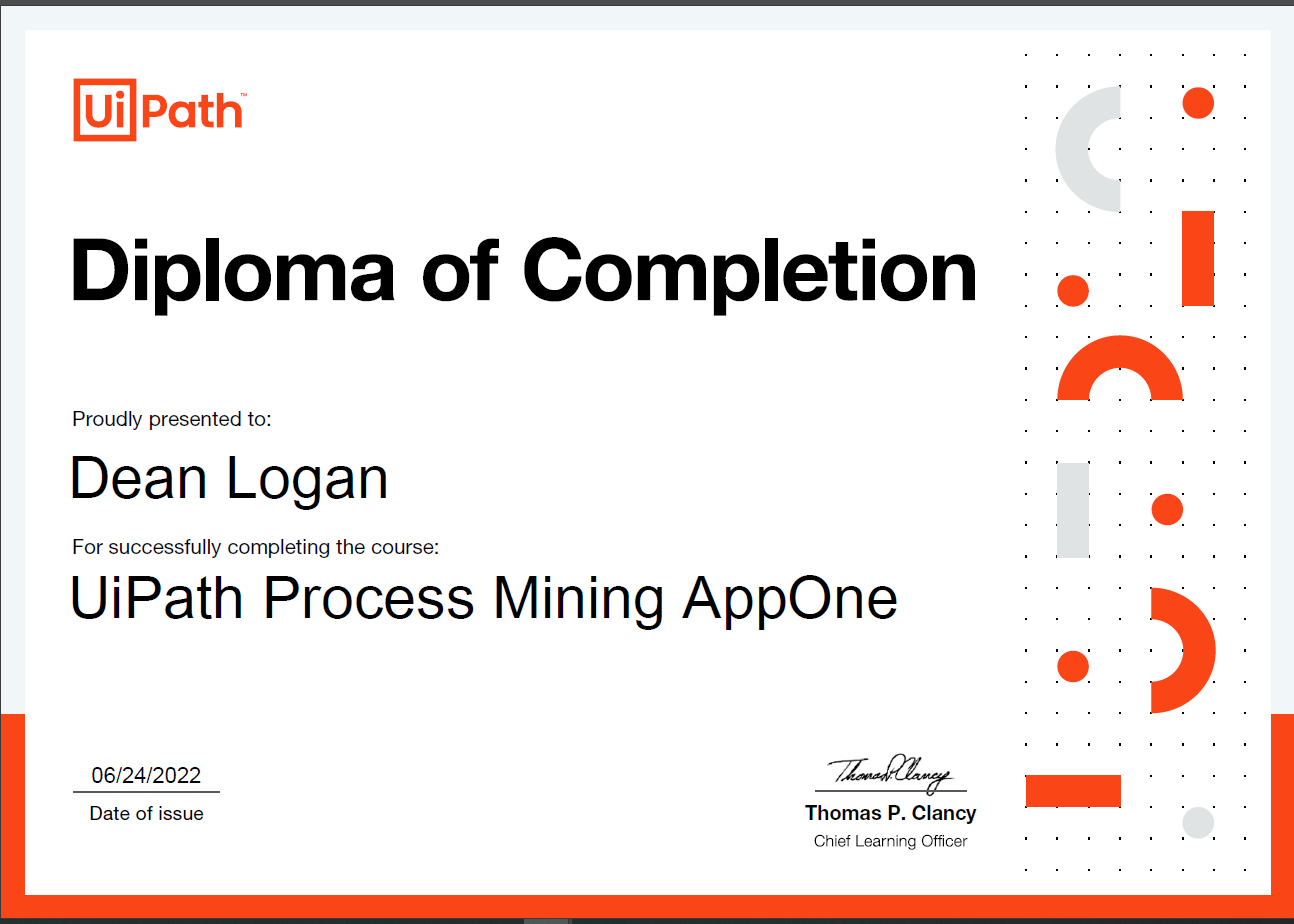 UiPath™
Diploma of Completion
Proudly presented to:
Dean Logan
For successfully completing the course:
UiPath Process Mining AppOne
06/24/2022
Date of issue
Thomas P. Clancy
Thomas P. Clancy
Chief Learning Officer